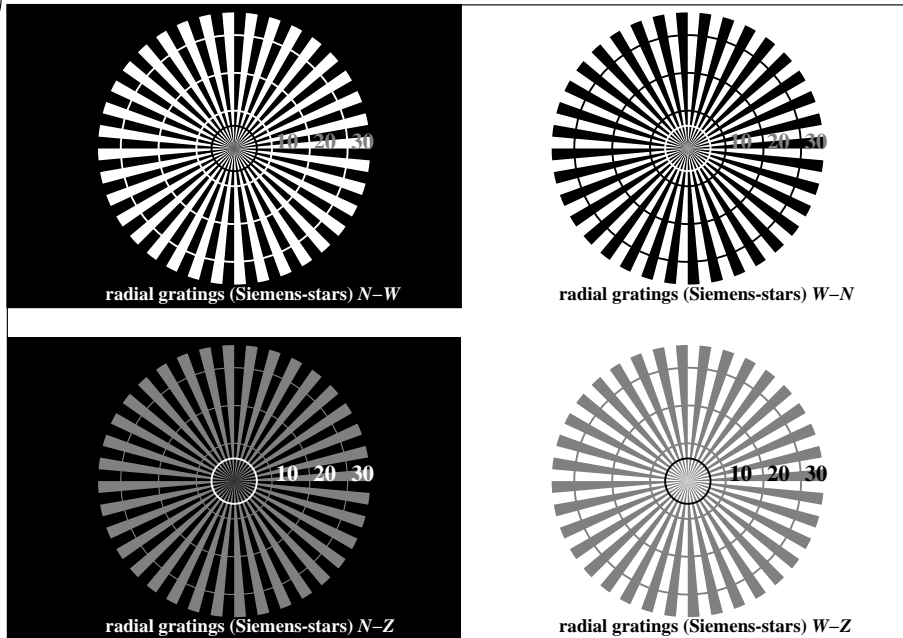 10 20 30
radial gratings (Siemens-stars) N–W
10 20 30
radial gratings (Siemens-stars) W–N
10 20 30
radial gratings (Siemens-stars) N–Z
10 20 30
radial gratings (Siemens-stars) W–Z